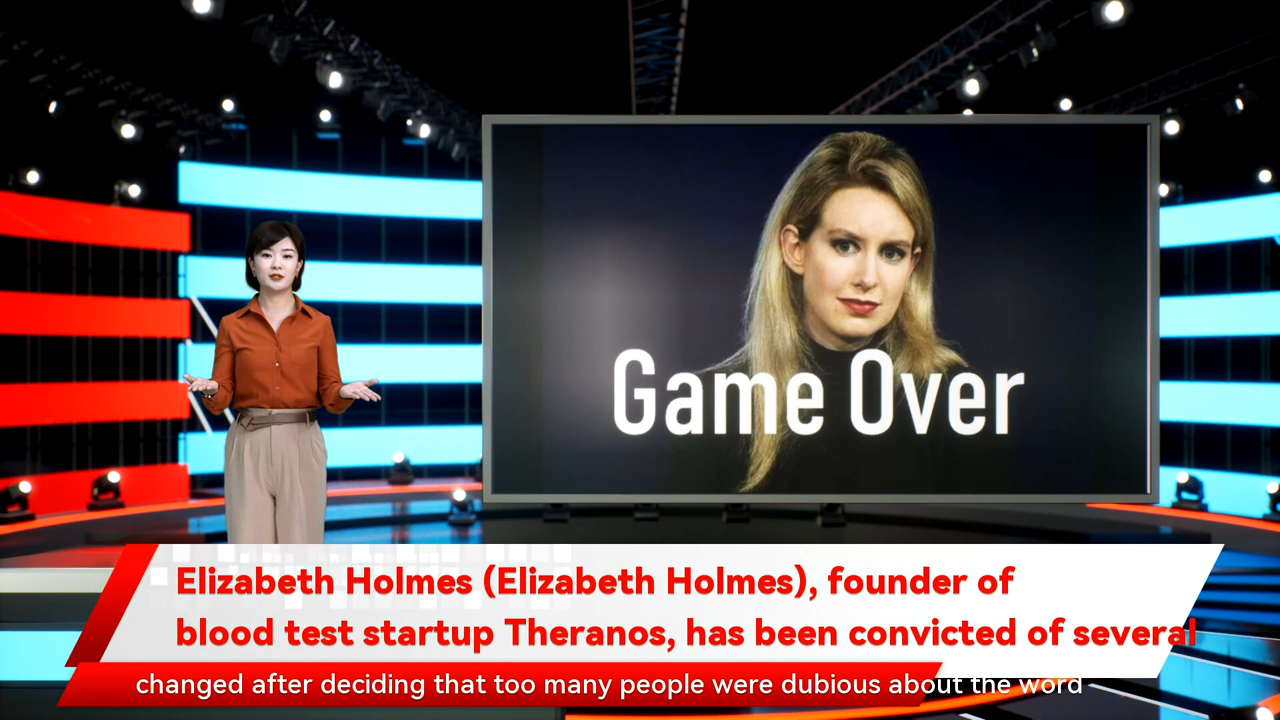 Game Over
Elizabeth Holmes (Elizabeth Holmes), founder of
blood test startup Theranos, has been convicted of several
changed after deciding that too many people were dubious about the word